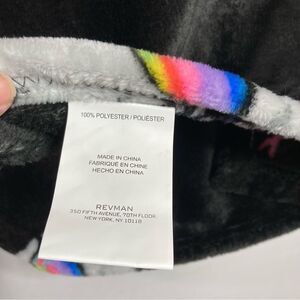 100% POLYESTER / POLIÉSTER
MADE IN CHINA
FABRIQUÉ EN CHINE
HECHO EN CHINA
REVMAN
350 FIFTH AVENUE, 70TH FLOOR
NEW YORK, NY 10118